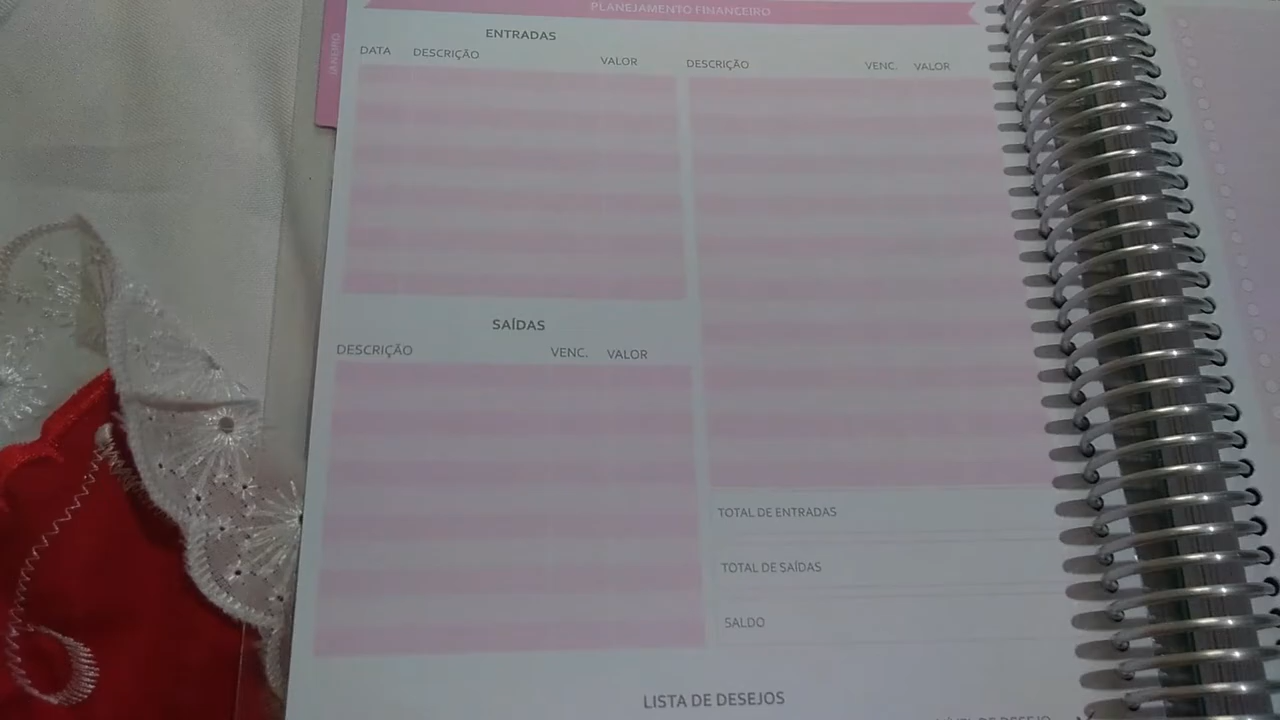 PLANEJAMENTO FINANCEIRO
ENTRADAS
DATA DESCRIÇÃO VALOR
DESCRIÇÃO VENC. VALOR
SAÍDAS
DESCRIÇÃO VENC. VALOR
TOTAL DE ENTRADAS
TOTAL DE SAÍDAS
SALDO
LISTA DE DESEJOS